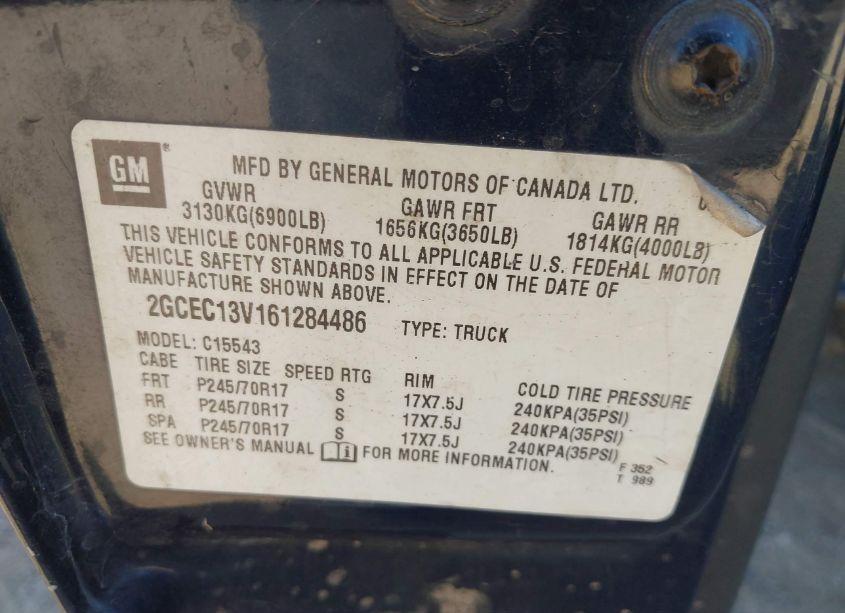 GM ®
MFD BY GENERAL MOTORS OF CANADA LTD.
GVWR GAWR FRT GAWR RR
3130KG(6900LB) 1656KG(3650LB) 1814KG(4000LB)
THIS VEHICLE CONFORMS TO ALL APPLICABLE U.S. FEDERAL MOTOR
VEHICLE SAFETY STANDARDS IN EFFECT ON THE DATE OF
MANUFACTURE SHOWN ABOVE.
2GCEC13V161284486 TYPE: TRUCK
MODEL: C15543
CABE TIRE SIZE SPEED RTG RIM COLD TIRE PRESSURE
FRT P245/70R17 S 17X7.5J 240KPA(35PSI)
RR P245/70R17 S 17X7.5J 240KPA(35PSI)
SPA P245/70R17 S 17X7.5J 240KPA(35PSI)
SEE OWNER'S MANUAL FOR MORE INFORMATION.
F 352
T 989